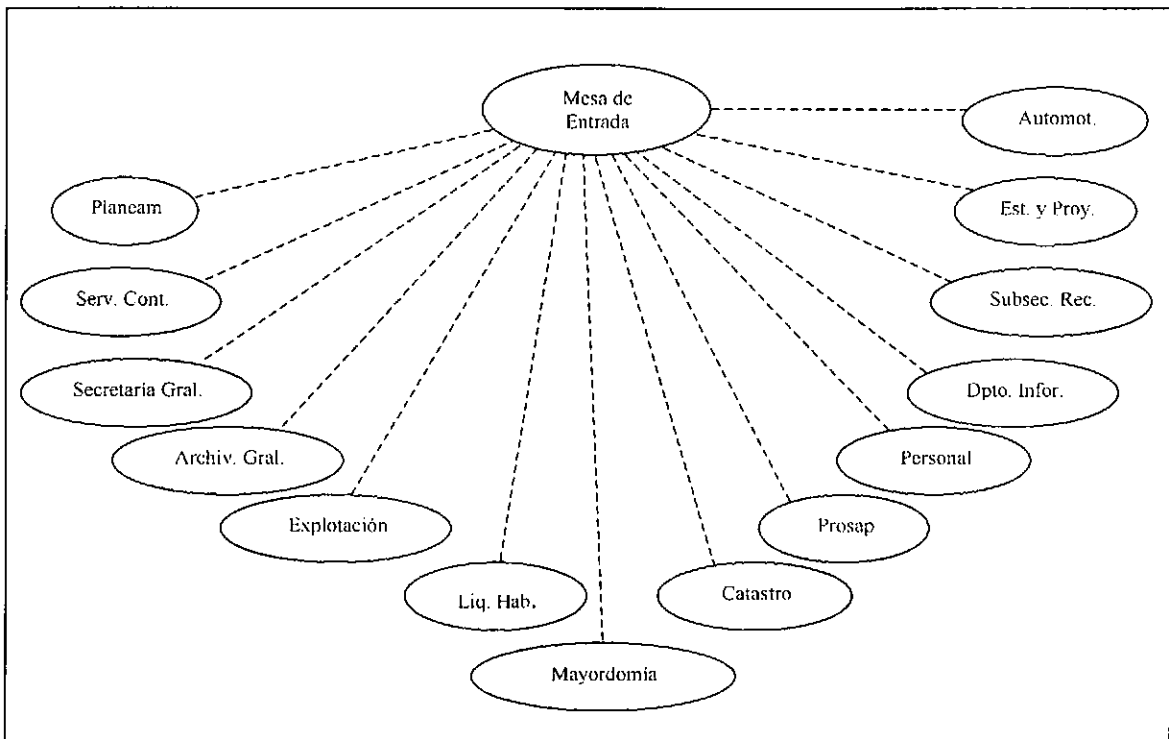 Mesa de
Entrada
Automot.
Planeam
Est. y Proy.
Serv. Cont.
Subsec. Rec.
Secretaria Gral.
Dpto. Infor.
Archiv. Gral.
Personal
Explotación
Prosap
Liq. Hab.
Catastro
Mayordomía